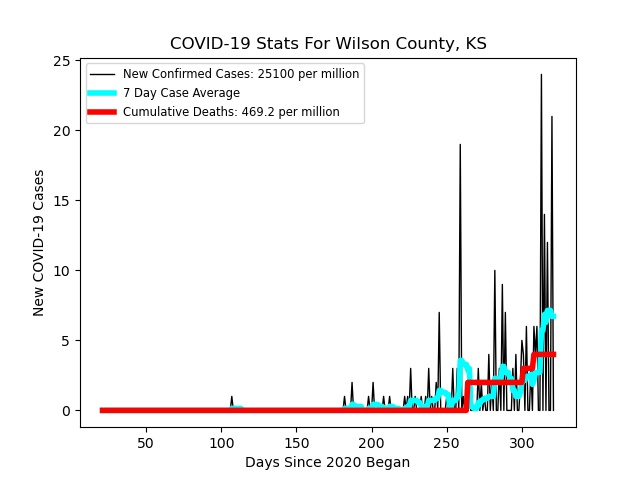 COVID-19 Stats For Wilson County, KS
New Confirmed Cases: 25100 per million
7 Day Case Average
Cumulative Deaths: 469.2 per million
New COVID-19 Cases
25
20
15
10
5
0
50
100
150
200
250
300
Days Since 2020 Began